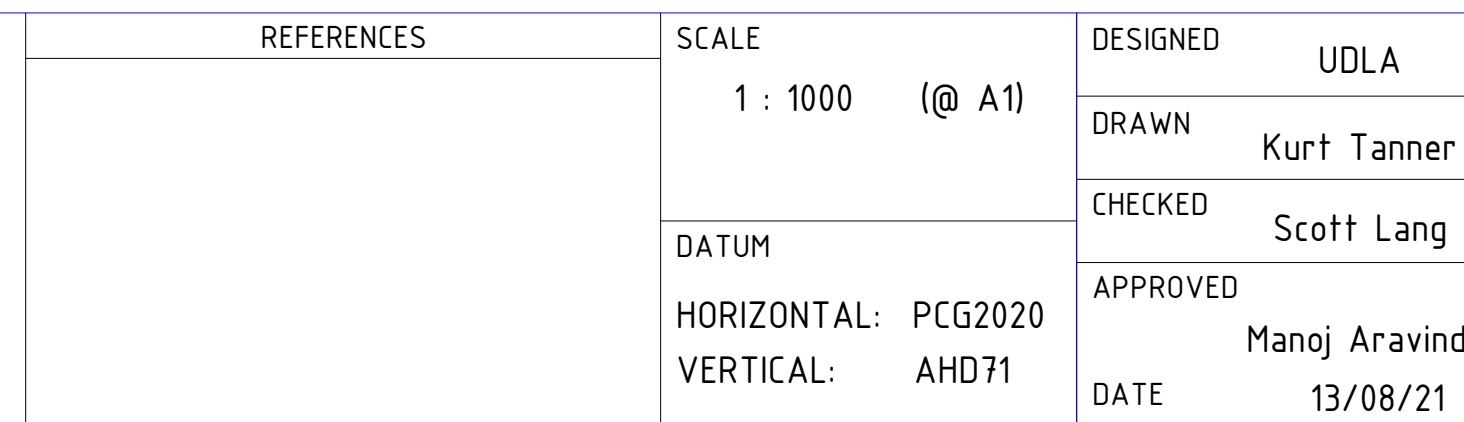 REFERENCES
SCALE
1 : 1000 (@ A1)
DATUM
HORIZONTAL: PCG2020
VERTICAL: AHD71
DESIGNED
UDLA
DRAWN
Kurt Tanner
CHECKED
Scott Lang
APPROVED
Manoj Aravind
DATE 13/08/21